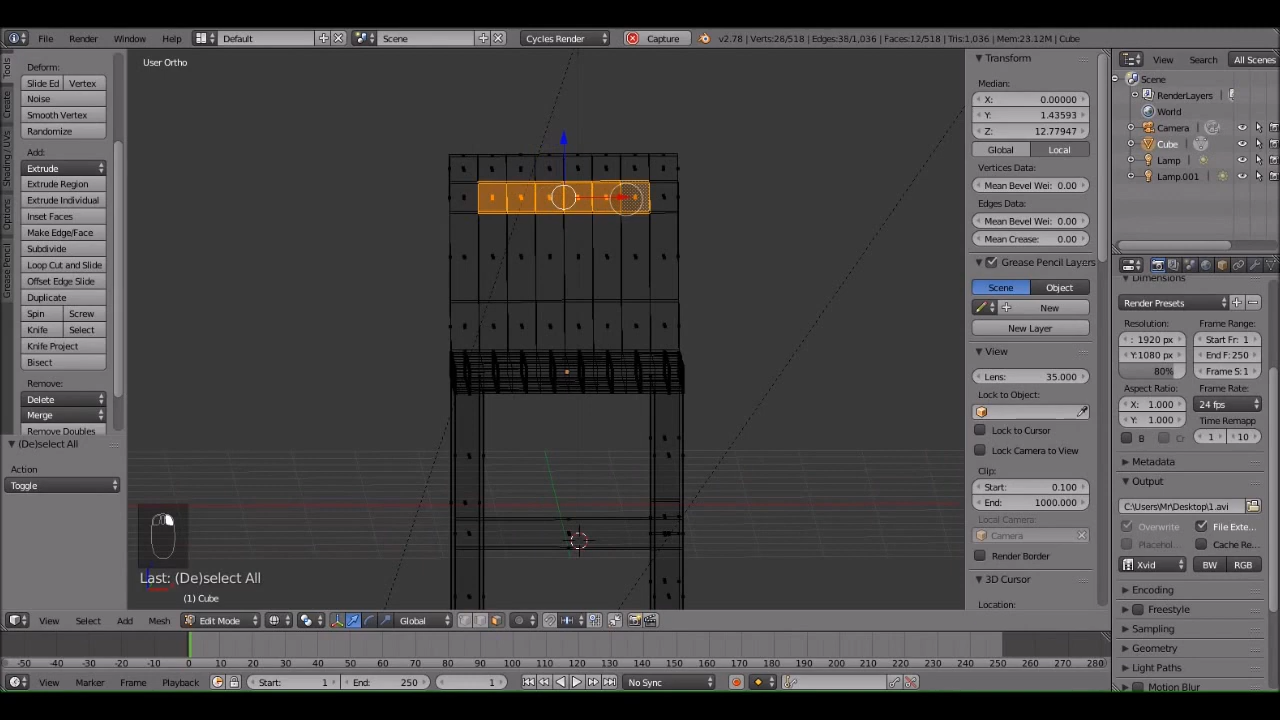 File Render Window Help Default Scene Cycles Render Capture v2.78 | Verts:28/518 | Edges:38/1,036 | Faces:12/518 | Tris:1,036 | Mem:23.12M | Cube
Tools
Create
Shading / UVs
Options
Grease Pencil
Deform:
Slide Ed Vertex
Noise
Smooth Vertex
Randomize
Add:
Extrude
Extrude Region
Extrude Individual
Inset Faces
Make Edge/Face
Subdivide
Loop Cut and Slide
Offset Edge Slide
Duplicate
Spin Screw
Knife Select
Knife Project
Bisect
Remove:
Delete
Merge
Remove Doubles
(De)select All
Action
Toggle
User Ortho
Last: (De)select All
(1) Cube
Transform
Median:
X: 0.00000
Y: 1.43593
Z: 12.77947
Global Local
Vertices Data:
Mean Bevel Wei: 0.00
Edges Data:
Mean Bevel Wei: 0.00
Mean Crease: 0.00
Grease Pencil Layers
Scene Object
New
New Layer
View
Lens: 35.000
Lock to Object:
Lock to Cursor
Lock Camera to View
Clip:
Start: 0.100
End: 1000.000
Local Camera:
Camera
Render Border
3D Cursor
Location:
View Search All Scenes
Scene
RenderLayers
World
Camera
Cube
Lamp
Lamp.001
Dimensions
Render Presets
Resolution: Frame Range:
: 1920 px Start Fr: 1
Y:1080 px End F:250
80% Frame S:1
Aspect Ratio: Frame Rate:
X: 1.000 24 fps
Y: 1.000 Time Remapp
B Cr 1 10
Metadata
Output
C:\Users\Mr\Desktop\1.avi
Overwrite File Exte...
Placehol... Cache Re...
Xvid BW RGB
Encoding
Freestyle
Sampling
Geometry
Light Paths
Motion Blur
View Select Add Mesh Edit Mode Global
-50 -40 -30 -20 -10 0 10 20 30 40 50 60 70 80 90 100 110 120 130 140 150 160 170 180 190 200 210 220 230 240 250 260 270 280
View Marker Frame Playback Start: 1 End: 250 1 No Sync